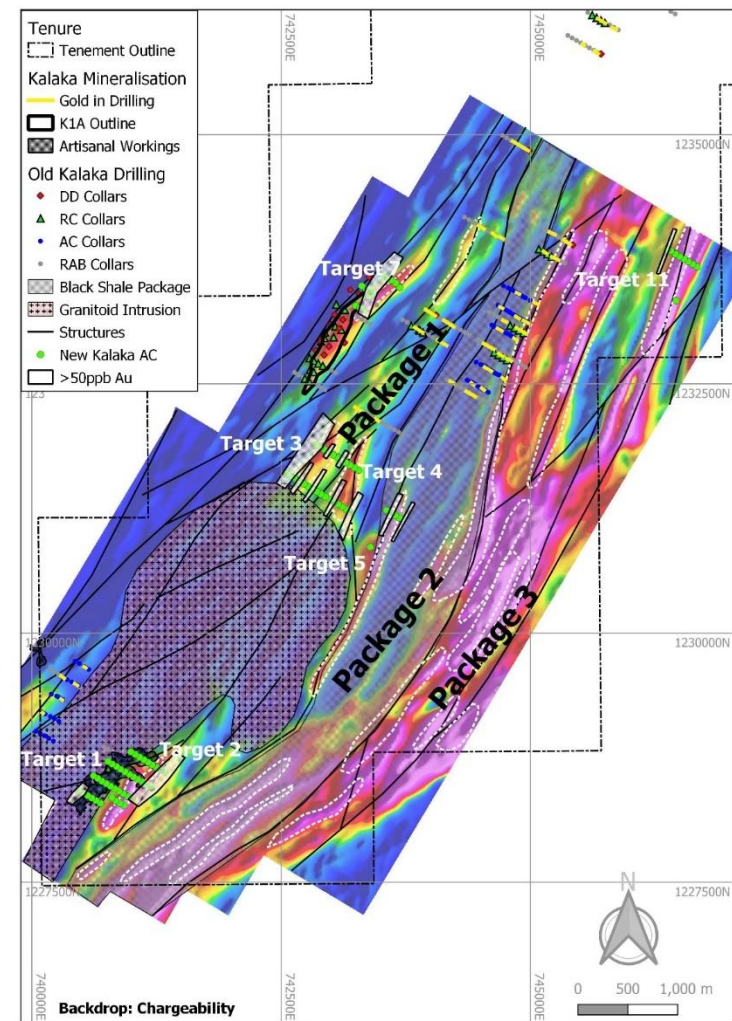 Tenure
Tenement Outline
Kalaka Mineralisation
Gold in Drilling
K1A Outline
Artisanal Workings
Old Kalaka Drilling
DD Collars
RC Collars
AC Collars
RAB Collars
Black Shale Package
Granitoid Intrusion
Structures
New Kalaka AC
>50ppb Au
742500E
745000E
1235000N
Target 7
Target 11
Package 1
123
1232500N
Target 3
Target 4
Target 5
Package 2
Package 3
1230000N
1230000N
Target 1
Target 2
1227500N
1227500N
N
740000E
742500E
745000E
0 500 1,000 m
Backdrop: Chargeability